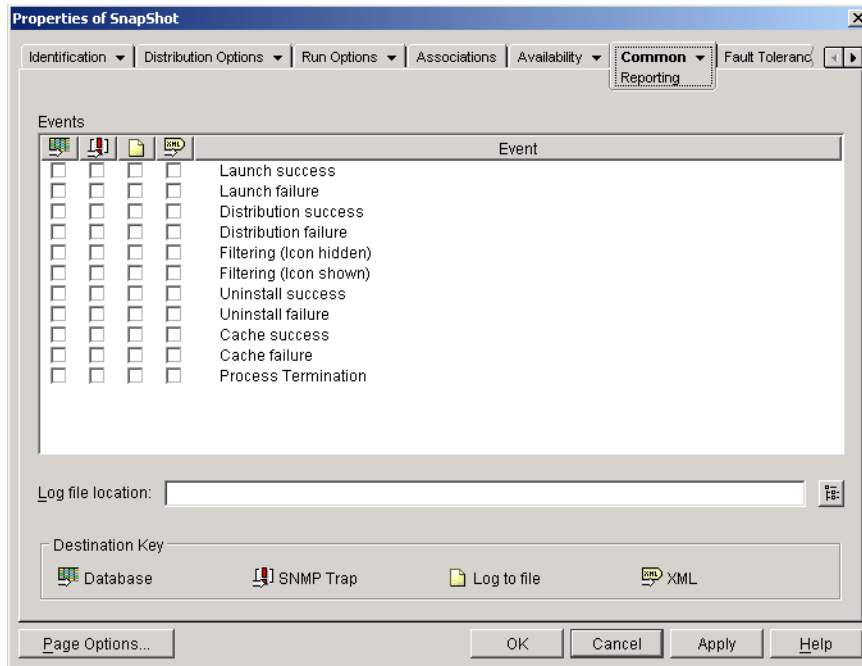 Properties of SnapShot
Identification Distribution Options Run Options Associations Availability Common Fault Toleranc
Reporting
Events
Event
Launch success
Launch failure
Distribution success
Distribution failure
Filtering (Icon hidden)
Filtering (Icon shown)
Uninstall success
Uninstall failure
Cache success
Cache failure
Process Termination
Log file location:
Destination Key
Database SNMP Trap Log to file XML
Page Options... OK Cancel Apply Help